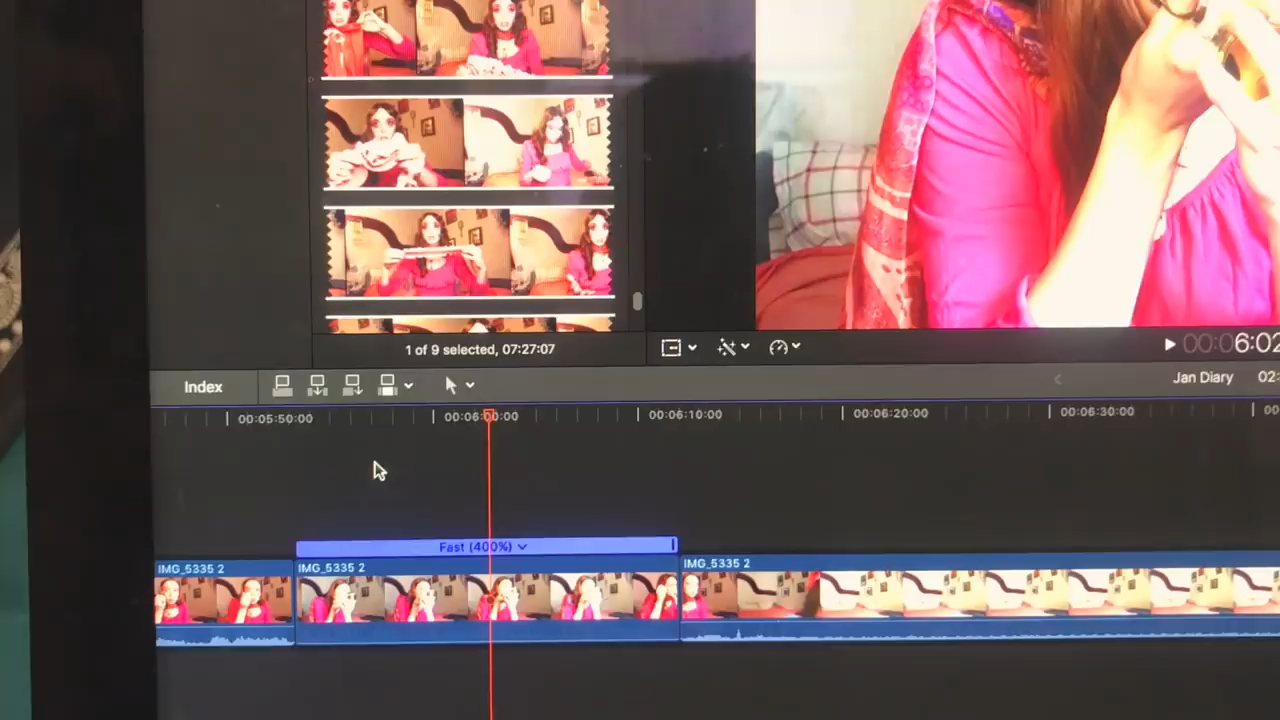 1 of 9 selected, 07:27:07
00:06:02
Index
Jan Diary
02:
00:05:50:00
00:06:00:00
00:06:10:00
00:06:20:00
00:06:30:00
00
Fast (400%)
IMG_5335 2
IMG_5335 2
IMG_5335 2